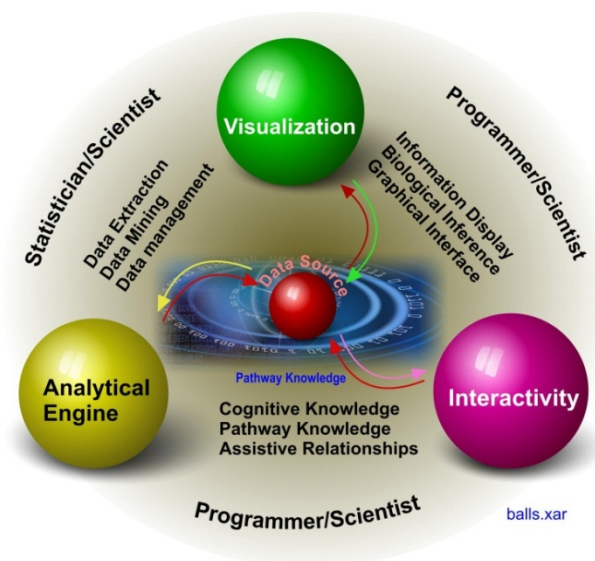 Visualization
Statistician/Scientist
Programmer/Scientist
Data Extraction
Data Mining
Data management
Information Display
Biological Inference
Graphical Interface
Data Source
Analytical
Engine
Interactivity
Pathway Knowledge
Cognitive Knowledge
Pathway Knowledge
Assistive Relationships
Programmer/Scientist
balls.xar